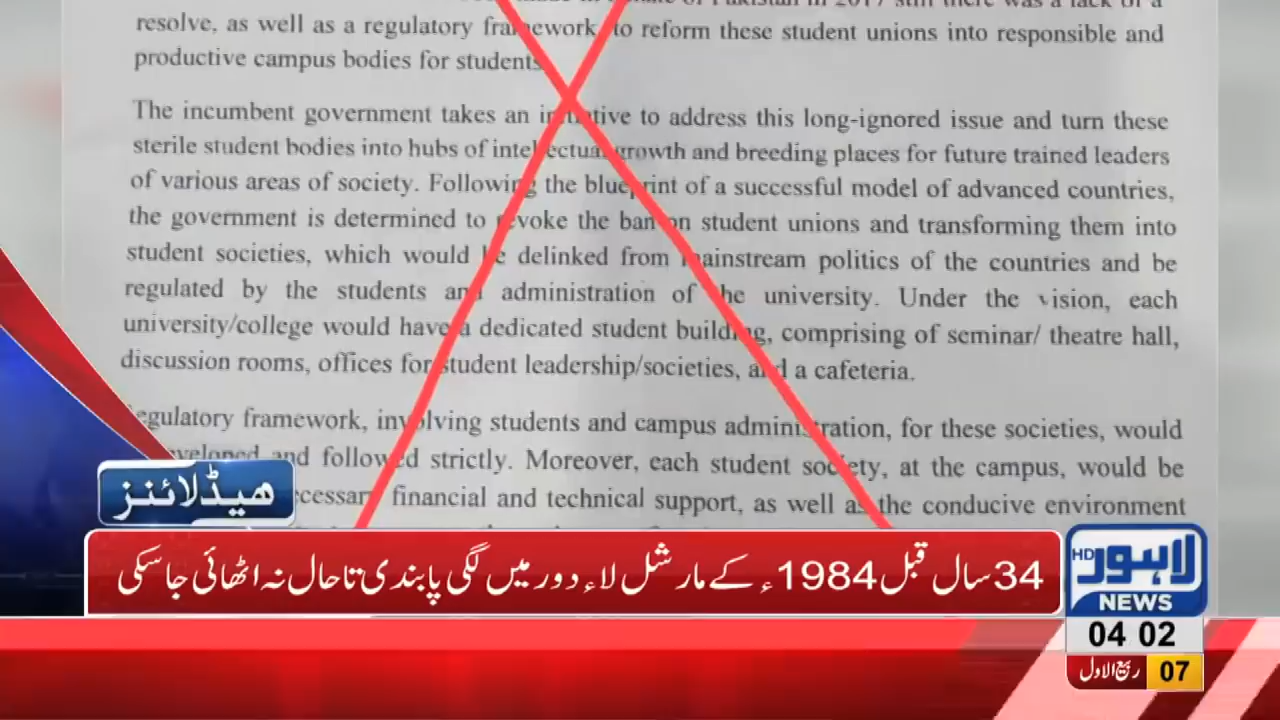 resolve, as well as a regulatory framework, to reform these student unions into responsible and
productive campus bodies for students
The incumbent government takes an initiative to address this long-ignored issue and turn these
sterile student bodies into hubs of intellectual growth and breeding places for future trained leaders
of various areas of society. Following the blueprint of a successful model of advanced countries,
the government is determined to revoke the ban on student unions and transforming them into
student societies, which would be delinked from mainstream politics of the countries and be
regulated by the students and administration of the university. Under the vision, each
university/college would have a dedicated student building, comprising of seminar/ theatre hall,
discussion rooms, offices for student leadership/societies, and a cafeteria.
Regulatory framework, involving students and campus administration, for these societies, would
and followed strictly. Moreover, each student society, at the campus, would be
necessary financial and technical support, as well as the conducive environment
ہیڈلائنز
34 سال قبل 1984ء کے مارشل لاء دور میں لگی پابندی تاحال نہ اٹھائی جاسکی
لاہور HD
NEWS
04 02
07 ربیع الاول